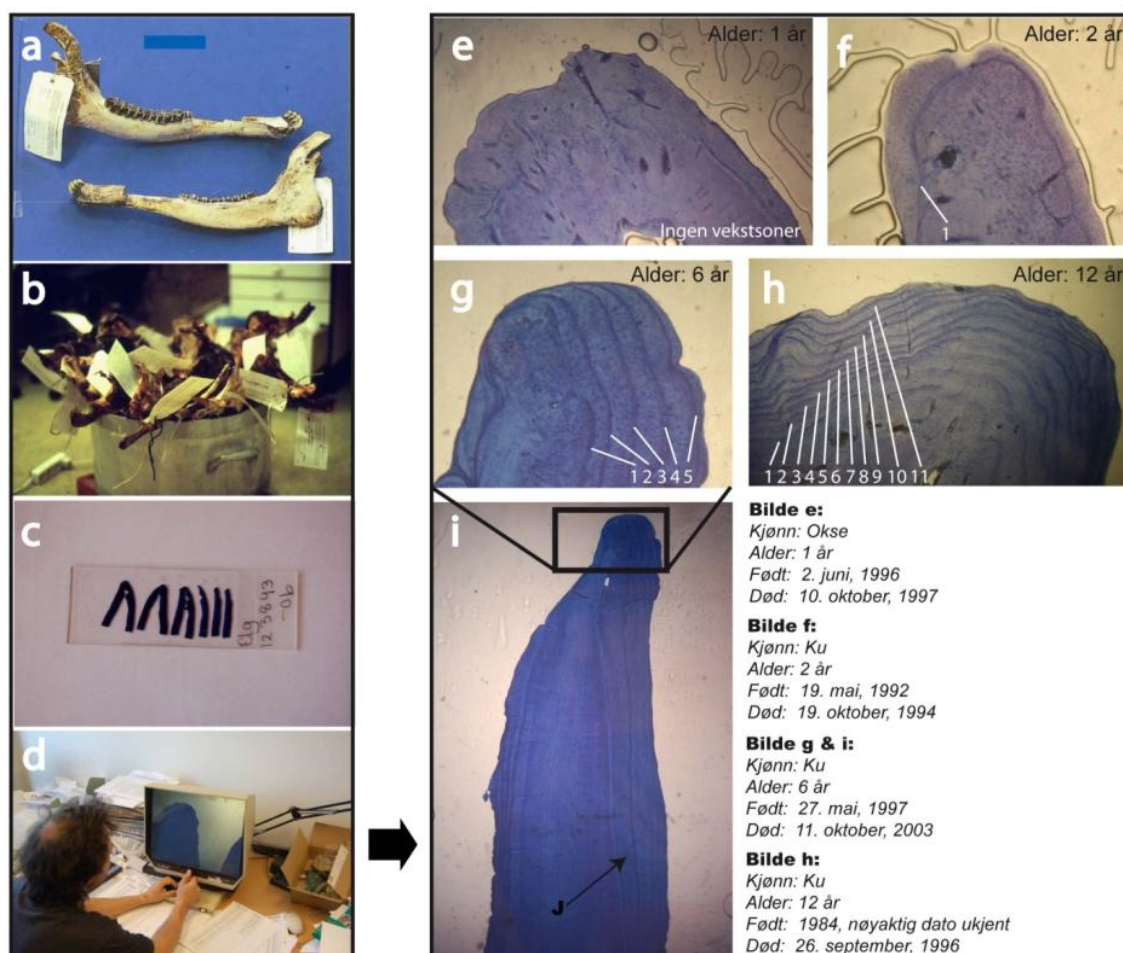 a
b
c
Elg
123843
-90
d
e
Alder: 1 år
Ingen vekstsoner
f
Alder: 2 år
1
g
Alder: 6 år
1 2 3 4 5
h
Alder: 12 år
1 2 3 4 5 6 7 8 9 10 11
i
J
Bilde e:
Kjønn: Okse
Alder: 1 år
Født: 2. juni, 1996
Død: 10. oktober, 1997
Bilde f:
Kjønn: Ku
Alder: 2 år
Født: 19. mai, 1992
Død: 19. oktober, 1994
Bilde g & i:
Kjønn: Ku
Alder: 6 år
Født: 27. mai, 1997
Død: 11. oktober, 2003
Bilde h:
Kjønn: Ku
Alder: 12 år
Født: 1984, nøyaktig dato ukjent
Død: 26. september, 1996